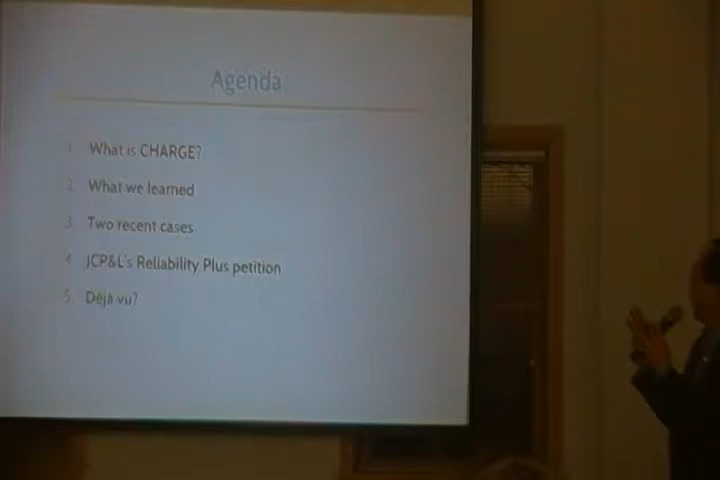 Agenda
1. What is CHARGE?
2. What we learned
3. Two recent cases
4. JCP&L's Reliability Plus petition
5. Déjà vu?